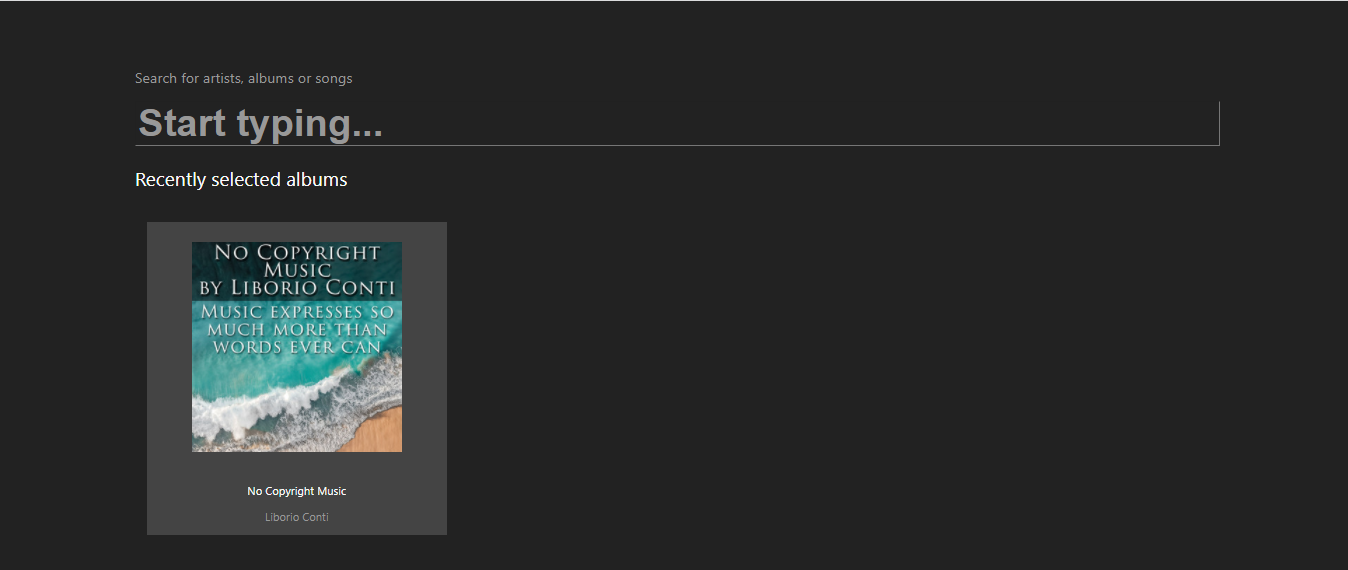 Search for artists, albums or songs
Start typing...
Recently selected albums
No Copyright
Music
by Liborio Conti
Music expresses so
much more than
words ever can
No Copyright Music
Liborio Conti